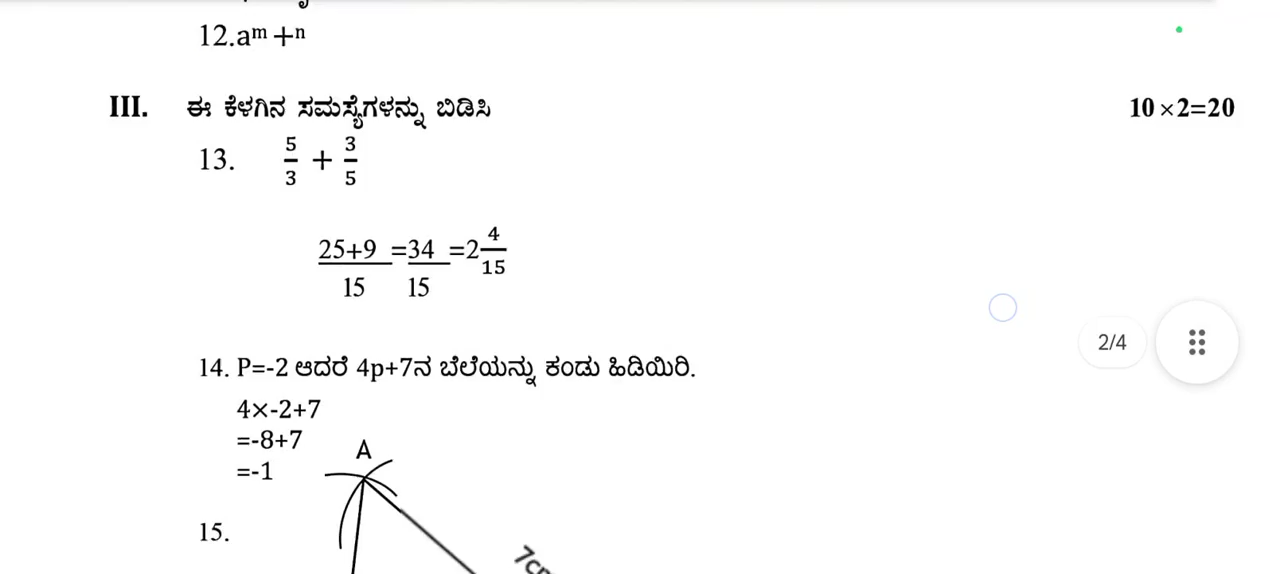 12.aᵐ +ⁿ
III. ಈ ಕೆಳಗಿನ ಸಮಸ್ಯೆಗಳನ್ನು ಬಿಡಿಸಿ 10 ×2=20
13. 5/3 + 3/5
25+9/15 =34/15 =2 4/15
2/4
14. P=-2 ಆದರೆ 4p+7ನ ಬೆಲೆಯನ್ನು ಕಂಡು ಹಿಡಿಯಿರಿ.
4×-2+7
=-8+7
=-1
A
15.